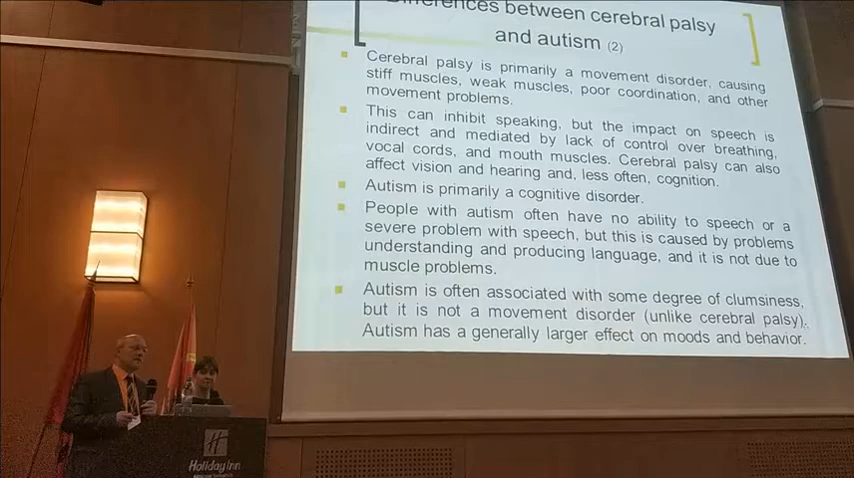 Differences between cerebral palsy
and autism (2)
Cerebral palsy is primarily a movement disorder, causing
stiff muscles, weak muscles, poor coordination, and other
movement problems.
This can inhibit speaking, but the impact on speech is
indirect and mediated by lack of control over breathing,
vocal cords, and mouth muscles. Cerebral palsy can also
affect vision and hearing and, less often, cognition.
Autism is primarily a cognitive disorder.
People with autism often have no ability to speech or a
severe problem with speech, but this is caused by problems
understanding and producing language, and it is not due to
muscle problems.
Autism is often associated with some degree of clumsiness,
but it is not a movement disorder (unlike cerebral palsy).
Autism has a generally larger effect on moods and behavior.
H
Holiday Inn